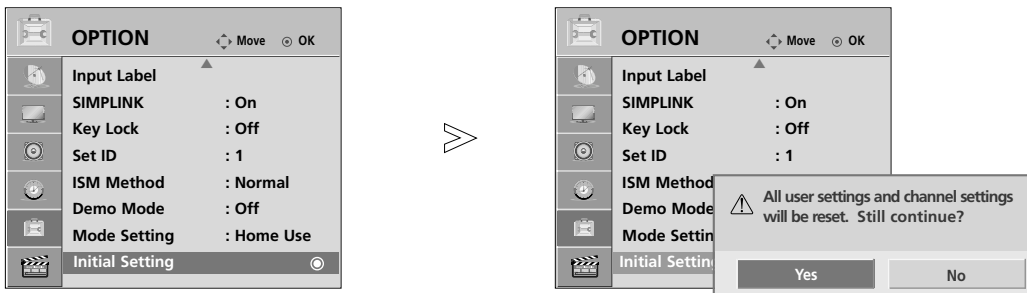 OPTION Move OK
Input Label
SIMPLINK : On
Key Lock : Off
Set ID : 1
ISM Method : Normal
Demo Mode : Off
Mode Setting : Home Use
Initial Setting
OPTION Move OK
Input Label
SIMPLINK : On
Key Lock : Off
Set ID : 1
ISM Method
Demo Mode
Mode Settin
Initial Setting
All user settings and channel settings
will be reset. Still continue?
Yes No